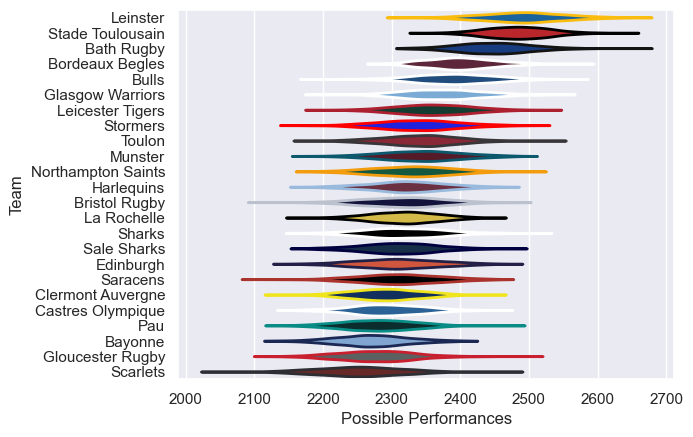 Leinster
Stade Toulousain
Bath Rugby
Bordeaux Begles
Bulls
Glasgow Warriors
Leicester Tigers
Stormers
Toulon
Munster
Northampton Saints
Harlequins
Bristol Rugby
La Rochelle
Sharks
Sale Sharks
Edinburgh
Saracens
Clermont Auvergne
Castres Olympique
Pau
Bayonne
Gloucester Rugby
Scarlets
Team
2000 2100 2200 2300 2400 2500 2600 2700
Possible Performances